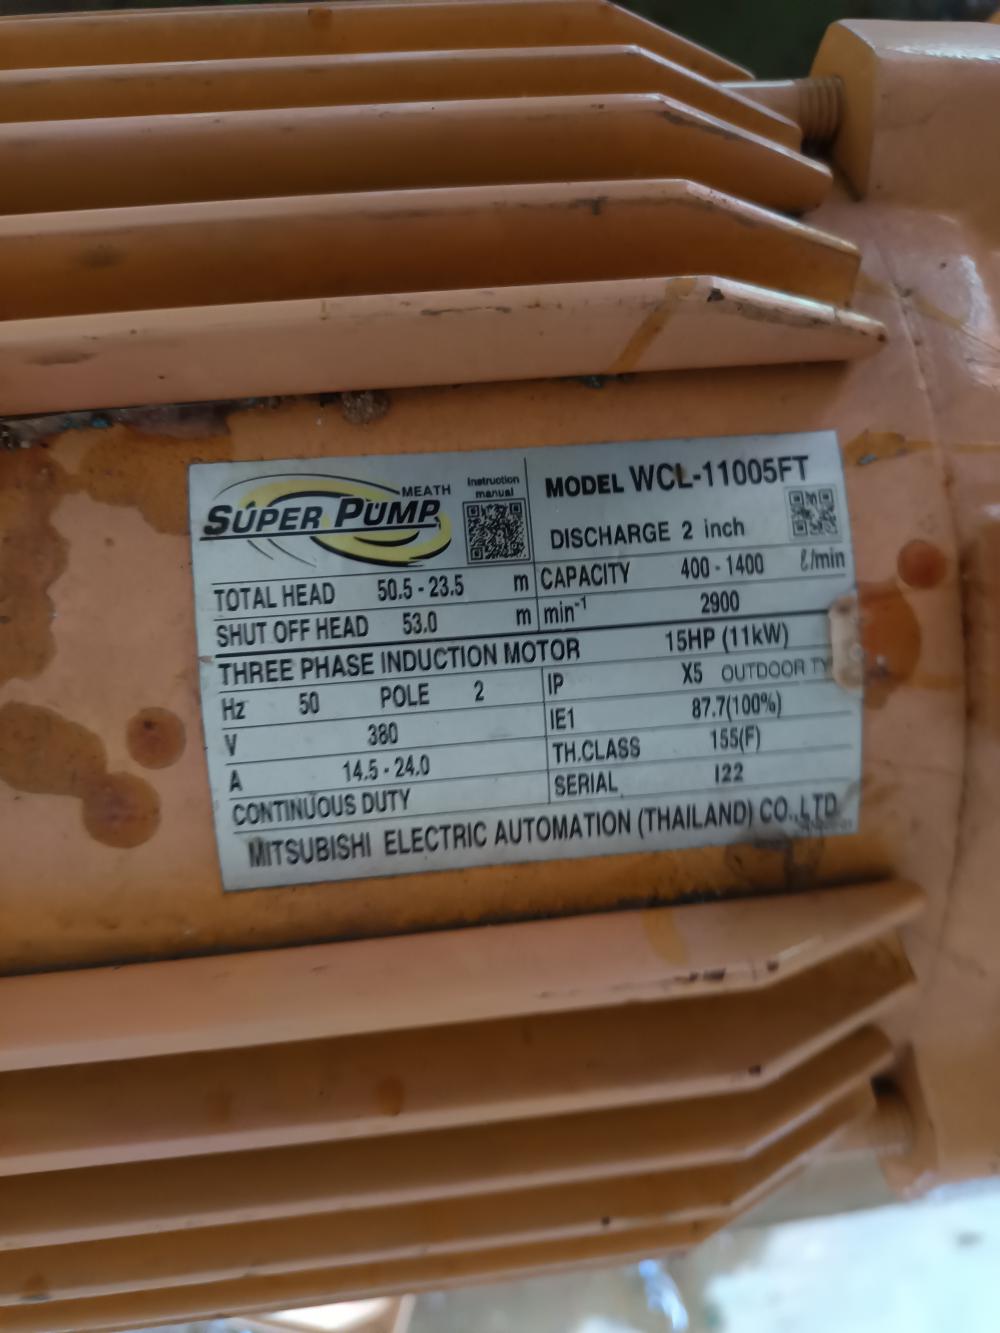 MEATH
SUPER PUMP
Instruction
manual
MODEL WCL-11005FT
DISCHARGE 2 inch
TOTAL HEAD 50.5 - 23.5 m
CAPACITY 400 - 1400 ℓ/min
SHUT OFF HEAD 53.0 m
min⁻¹ 2900
THREE PHASE INDUCTION MOTOR 15HP (11kW)
Hz 50 POLE 2
IP X5 OUTDOOR TY
V 380
IE1 87.7(100%)
A 14.5 - 24.0
TH.CLASS 155(F)
CONTINUOUS DUTY
SERIAL I22
MITSUBISHI ELECTRIC AUTOMATION (THAILAND) CO.,LTD.